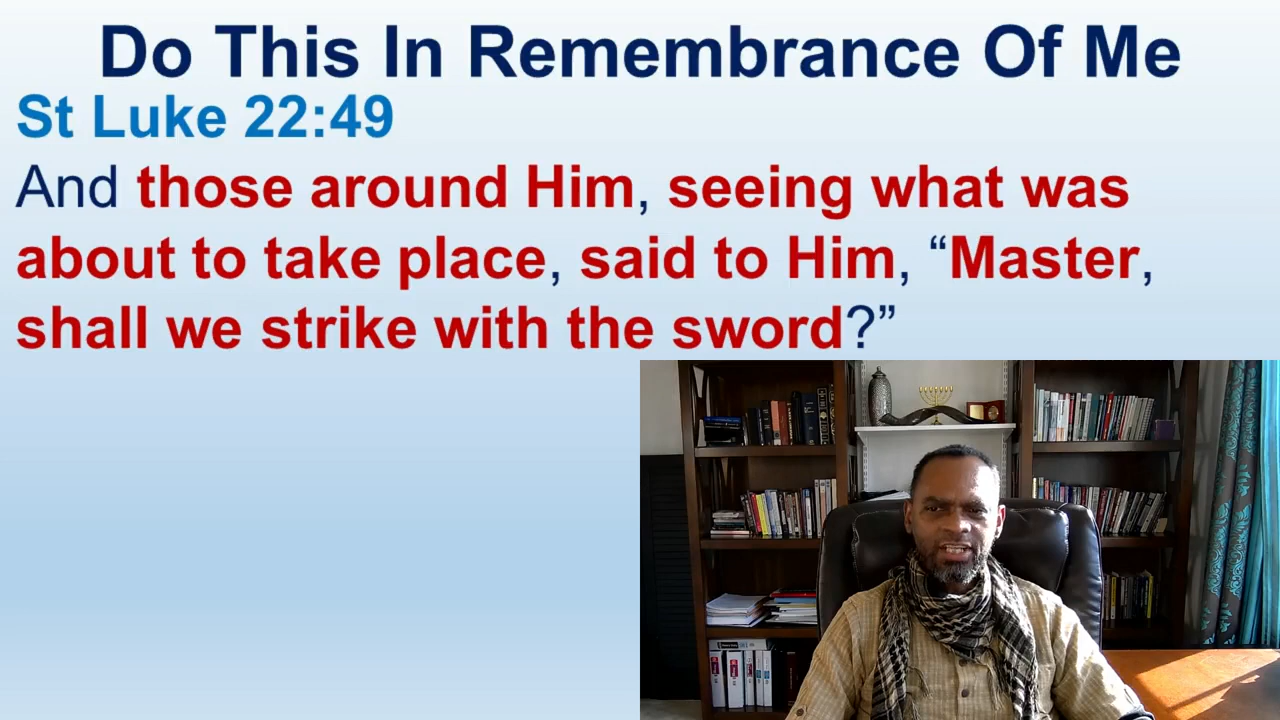 Do This In Remembrance Of Me
St Luke 22:49
And those around Him, seeing what was
about to take place, said to Him, “Master,
shall we strike with the sword?”